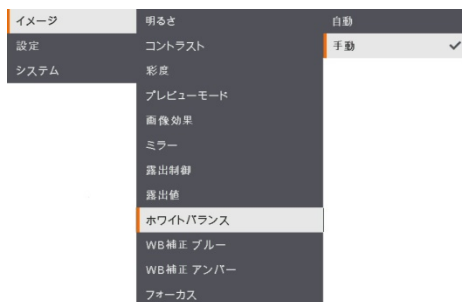 イメージ
設定
システム
明るさ
コントラスト
彩度
プレビューモード
画像効果
ミラー
露出制御
露出値
ホワイトバランス
WB補正 ブルー
WB補正 アンバー
フォーカス
自動
手動